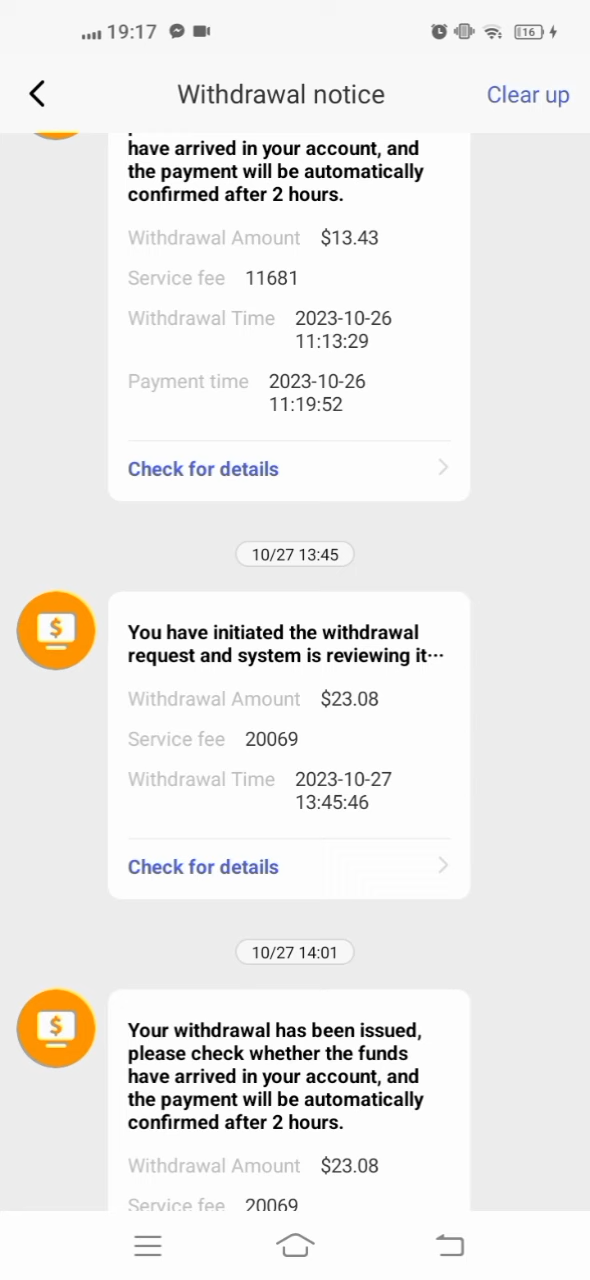 19:17
16
Withdrawal notice
Clear up
have arrived in your account, and
the payment will be automatically
confirmed after 2 hours.
Withdrawal Amount $13.43
Service fee 11681
Withdrawal Time 2023-10-26
11:13:29
Payment time 2023-10-26
11:19:52
Check for details
10/27 13:45
You have initiated the withdrawal
request and system is reviewing it···
Withdrawal Amount $23.08
Service fee 20069
Withdrawal Time 2023-10-27
13:45:46
Check for details
10/27 14:01
Your withdrawal has been issued,
please check whether the funds
have arrived in your account, and
the payment will be automatically
confirmed after 2 hours.
Withdrawal Amount $23.08
Service fee 20069